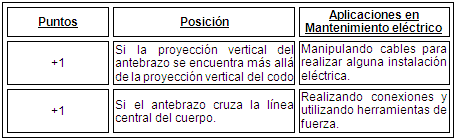 Puntos
Posición
Aplicaciones en
Mantenimiento eléctrico
+1
Si la proyección vertical del
antebrazo se encuentra más allá
de la proyección vertical del codo
Manipulando cables para
realizar alguna instalación
eléctrica.
+1
Si el antebrazo cruza la línea
central del cuerpo.
Realizando conexiones y
utilizando herramientas de
fuerza.